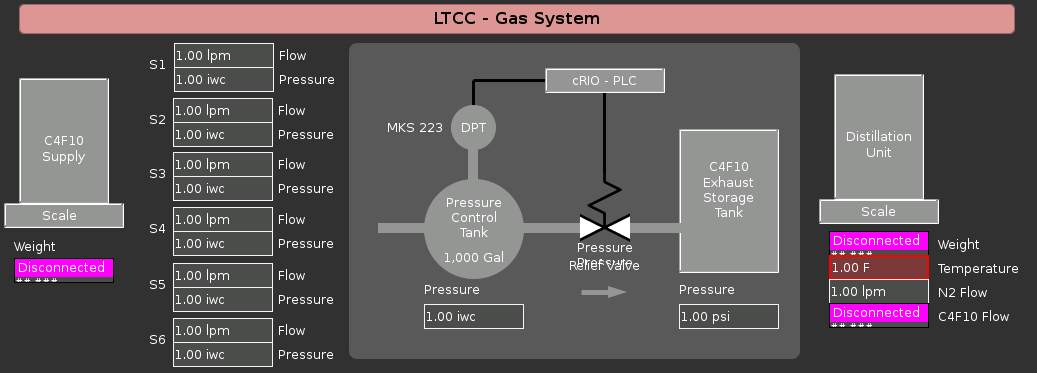 LTCC - Gas System
C4F10
Supply
Scale
Weight
Disconnected
S1
1.00 lpm Flow
1.00 iwc Pressure
S2
1.00 lpm Flow
1.00 iwc Pressure
S3
1.00 lpm Flow
1.00 iwc Pressure
S4
1.00 lpm Flow
1.00 iwc Pressure
S5
1.00 lpm Flow
1.00 iwc Pressure
S6
1.00 lpm Flow
1.00 iwc Pressure
cRIO - PLC
MKS 223 DPT
Pressure
Control
Tank
1,000 Gal
Pressure
1.00 iwc
Pressure
Pressure
Relief Valve
C4F10
Exhaust
Storage
Tank
Pressure
1.00 psi
Distillation
Unit
Scale
Disconnected Weight
1.00 F Temperature
1.00 lpm N2 Flow
Disconnected C4F10 Flow